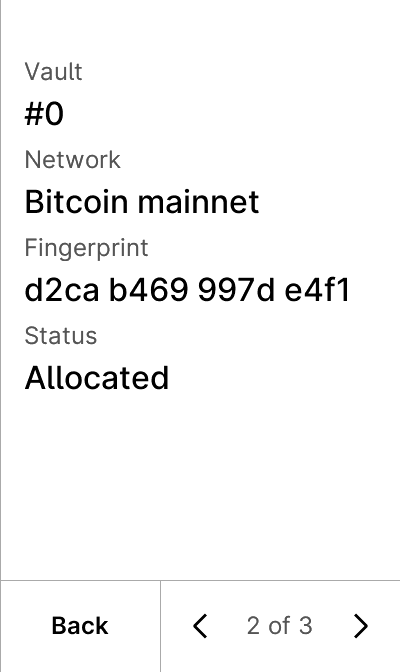 Vault
#0
Network
Bitcoin mainnet
Fingerprint
d2ca b469 997d e4f1
Status
Allocated
Back
2 of 3